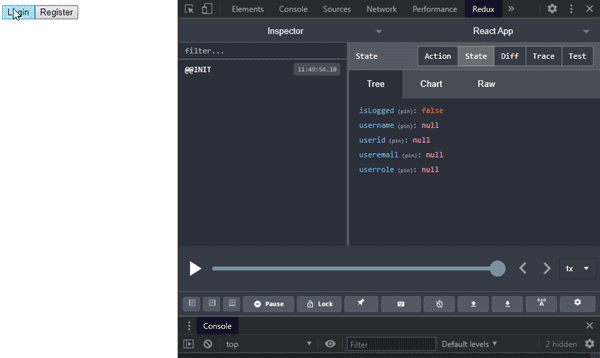 Login Register
Elements Console Sources Network Performance Redux »
Inspector React App
filter...
@@INIT 11:49:54.10
State Action State Diff Trace Test
Tree Chart Raw
isLogged (pin): false
username (pin): null
userid (pin): null
useremail (pin): null
userrole (pin): null
1x
Pause Lock
Console
top Filter Default levels 2 hidden